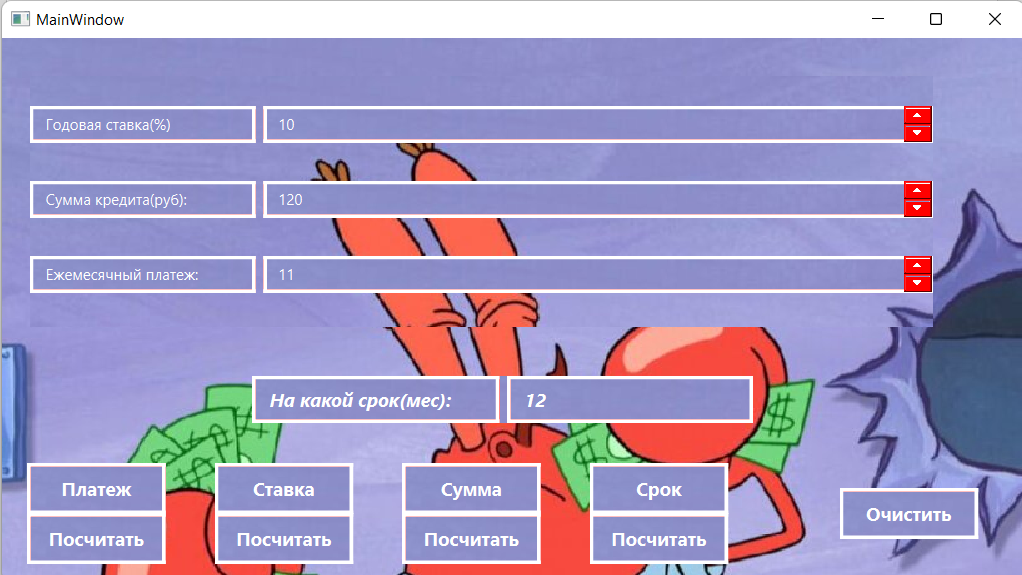 MainWindow
Годовая ставка(%) 10
Сумма кредита(руб): 120
Ежемесячный платеж: 11
На какой срок(мес): 12
Платеж Ставка Сумма Срок
Посчитать Посчитать Посчитать Посчитать
Очистить